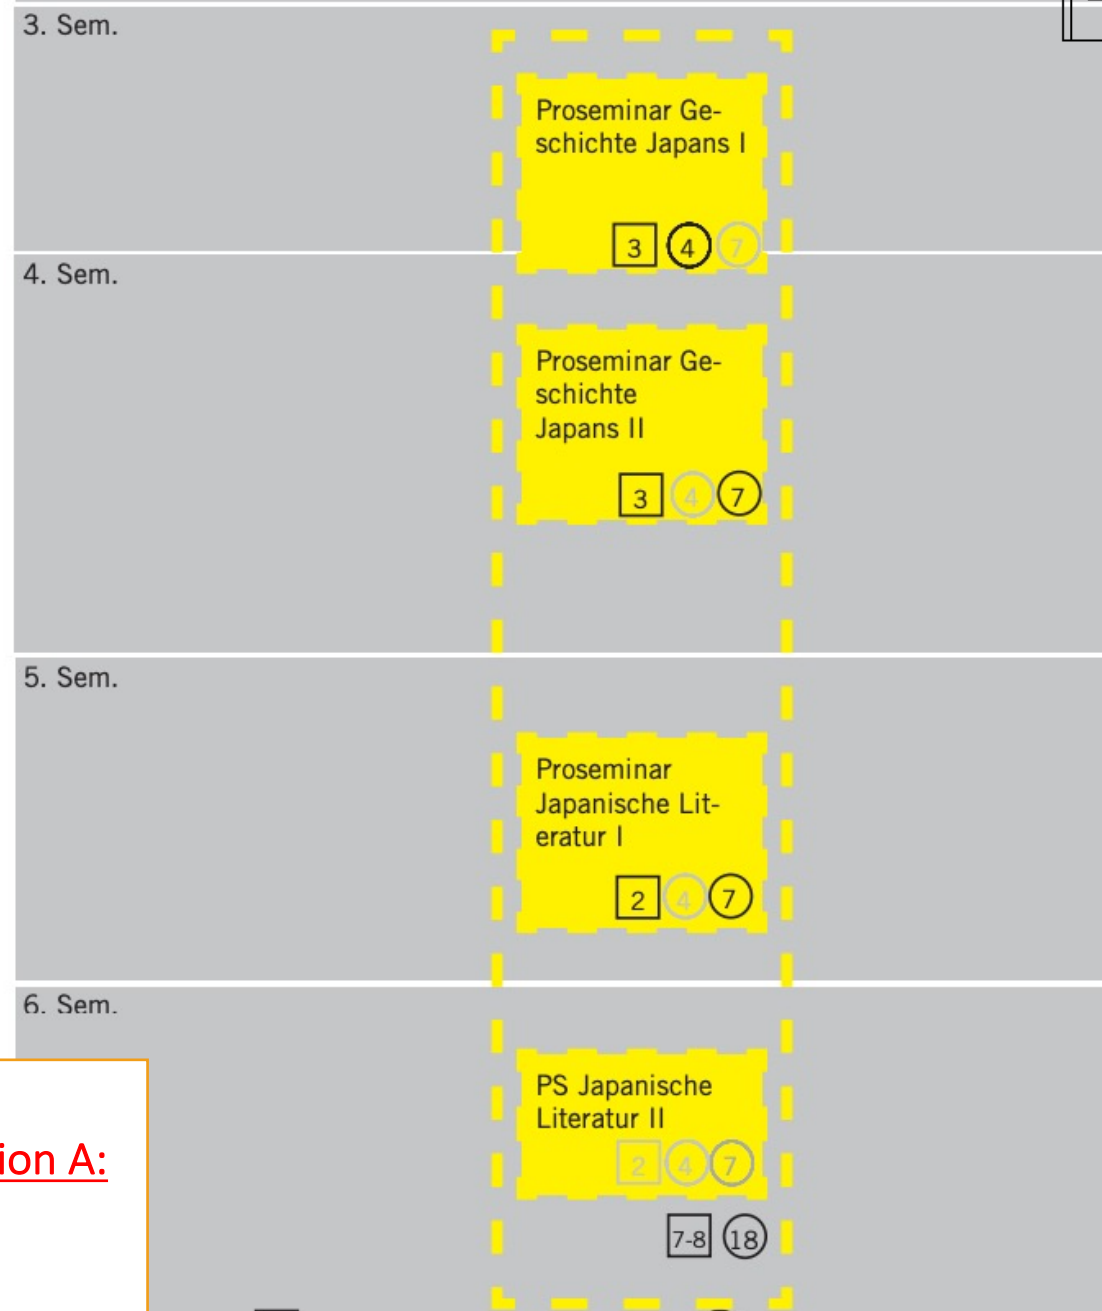 3. Sem.
Proseminar Ge-
schichte Japans I
3 4 7
4. Sem.
Proseminar Ge-
schichte
Japans II
3 4 7
5. Sem.
Proseminar
Japanische Lit-
eratur I
2 4 7
6. Sem.
PS Japanische
Literatur II
2 4 7
ion A:
7-8 18